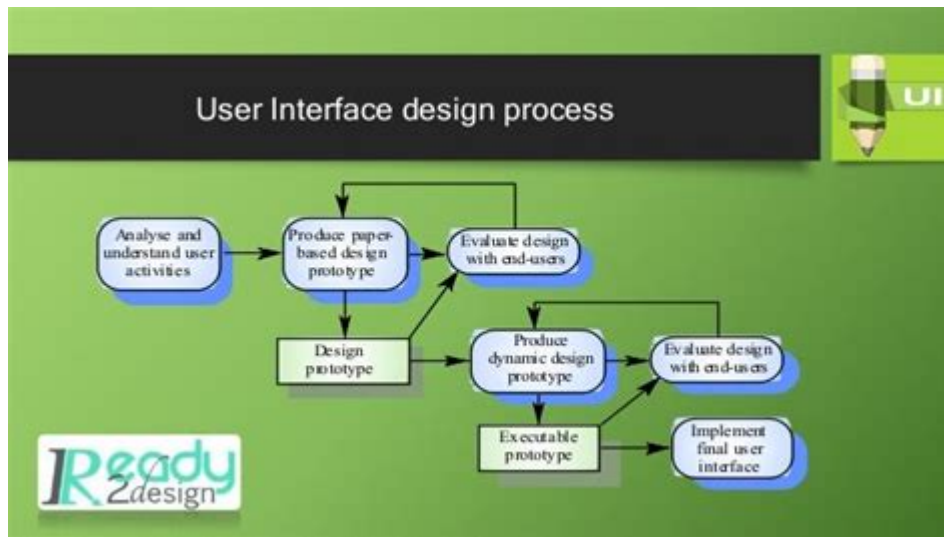 User Interface design process
UI
Analyse and
understand user
activities
Produce paper-
based design
prototype
Evaluate design
with end-users
Design
prototype
Produce
dynamic design
prototype
Evaluate design
with end-users
Executable
prototype
Implement
final user
interface
Ready
2design